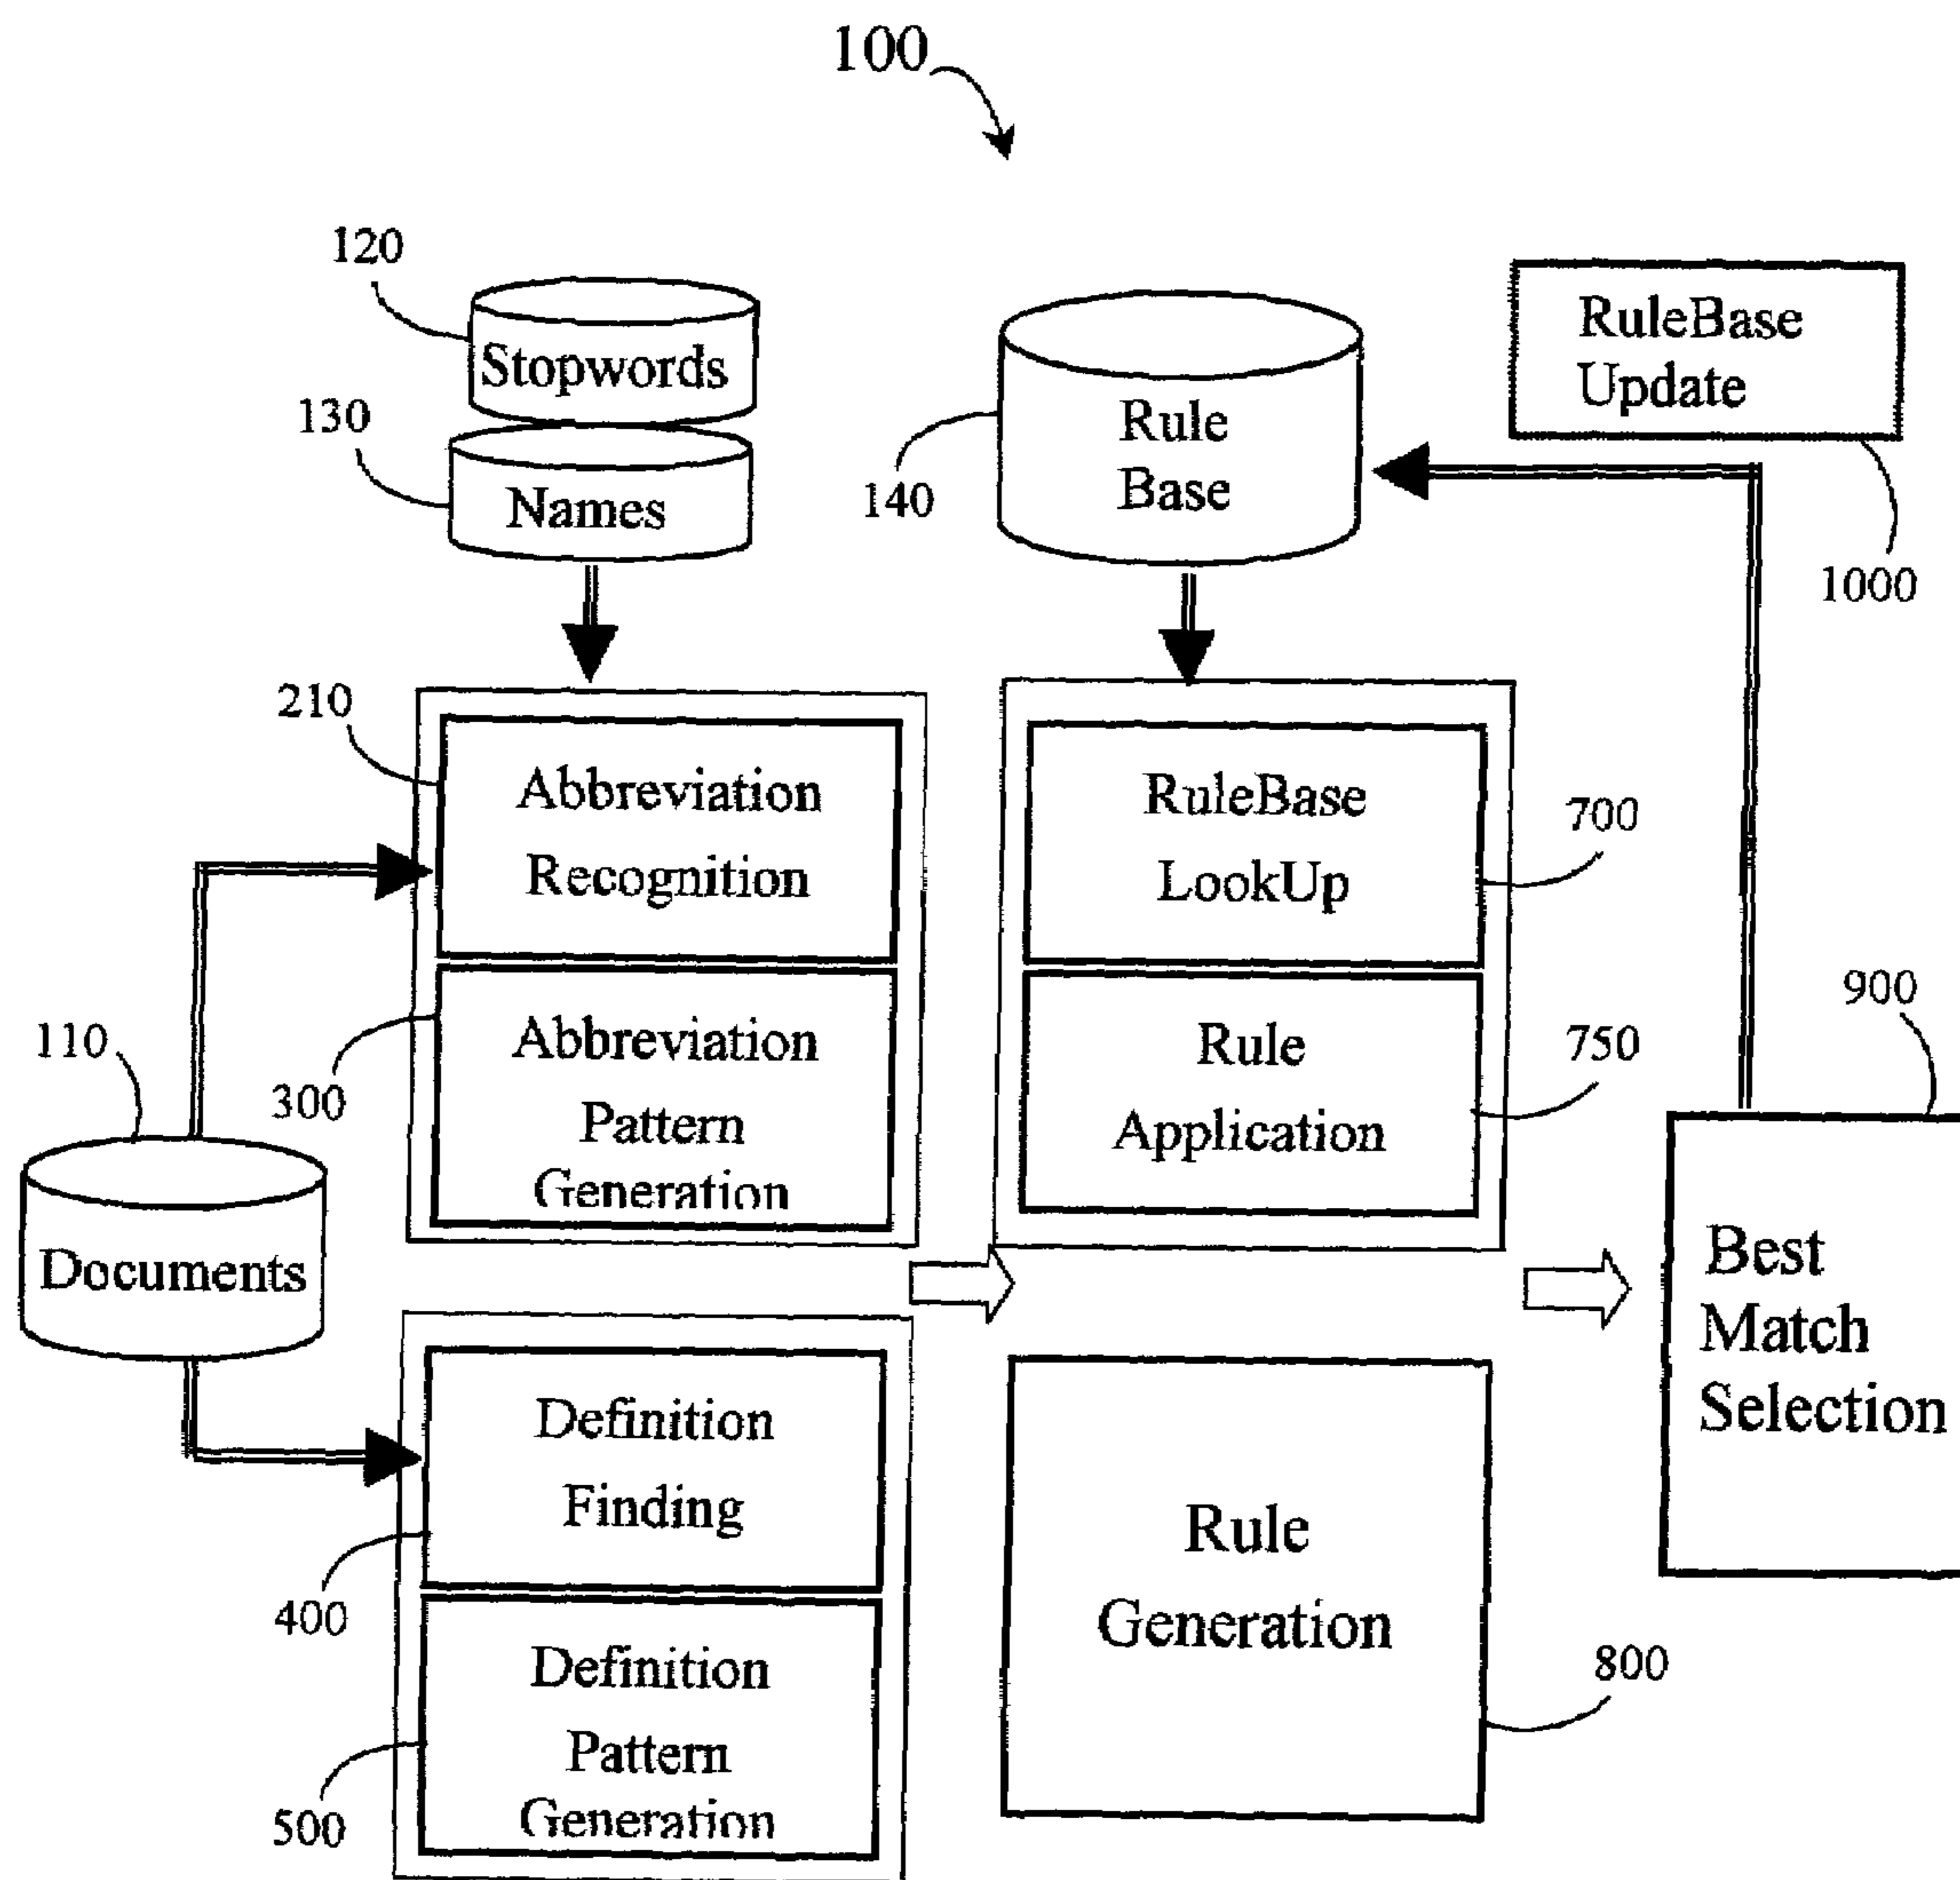 100
120
Stopwords
130
Names
140
Rule
Base
RuleBase
Update
1000
210
Abbreviation
Recognition
300
Abbreviation
Pattern
Generation
RuleBase
LookUp
700
Rule
Application
750
110
Documents
900
Best
Match
Selection
400
Definition
Finding
500
Definition
Pattern
Generation
Rule
Generation
800